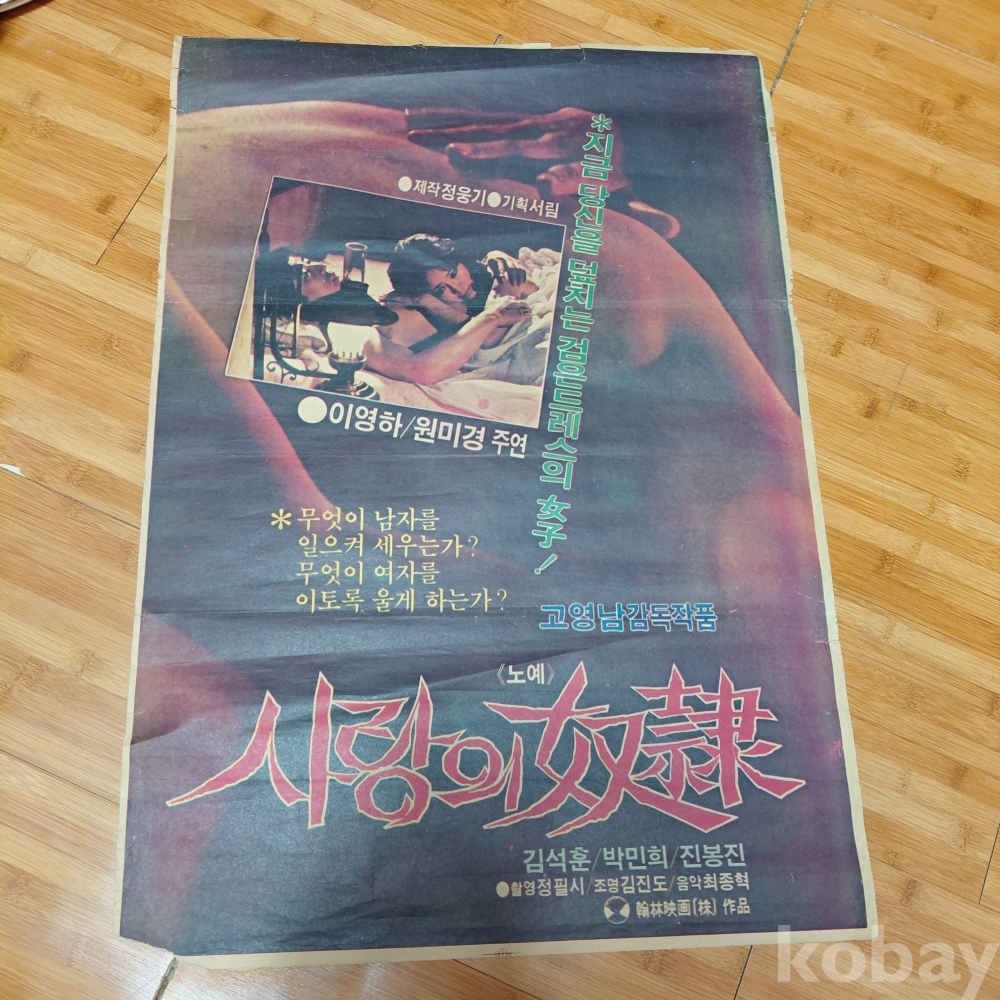 *지금 당신을 덮치는 검은드레스의 女子!
●제작정웅기●기획서림
●이영하/원미경 주연
*무엇이 남자를
일으켜 세우는가?
무엇이 여자를
이토록 울게 하는가?
고영남감독작품
《노예》
사랑의奴隷
김석훈/박민희/진봉진
●촬영정필시/조명김진도/음악최종혁
翰林映画(株) 作品
kobay